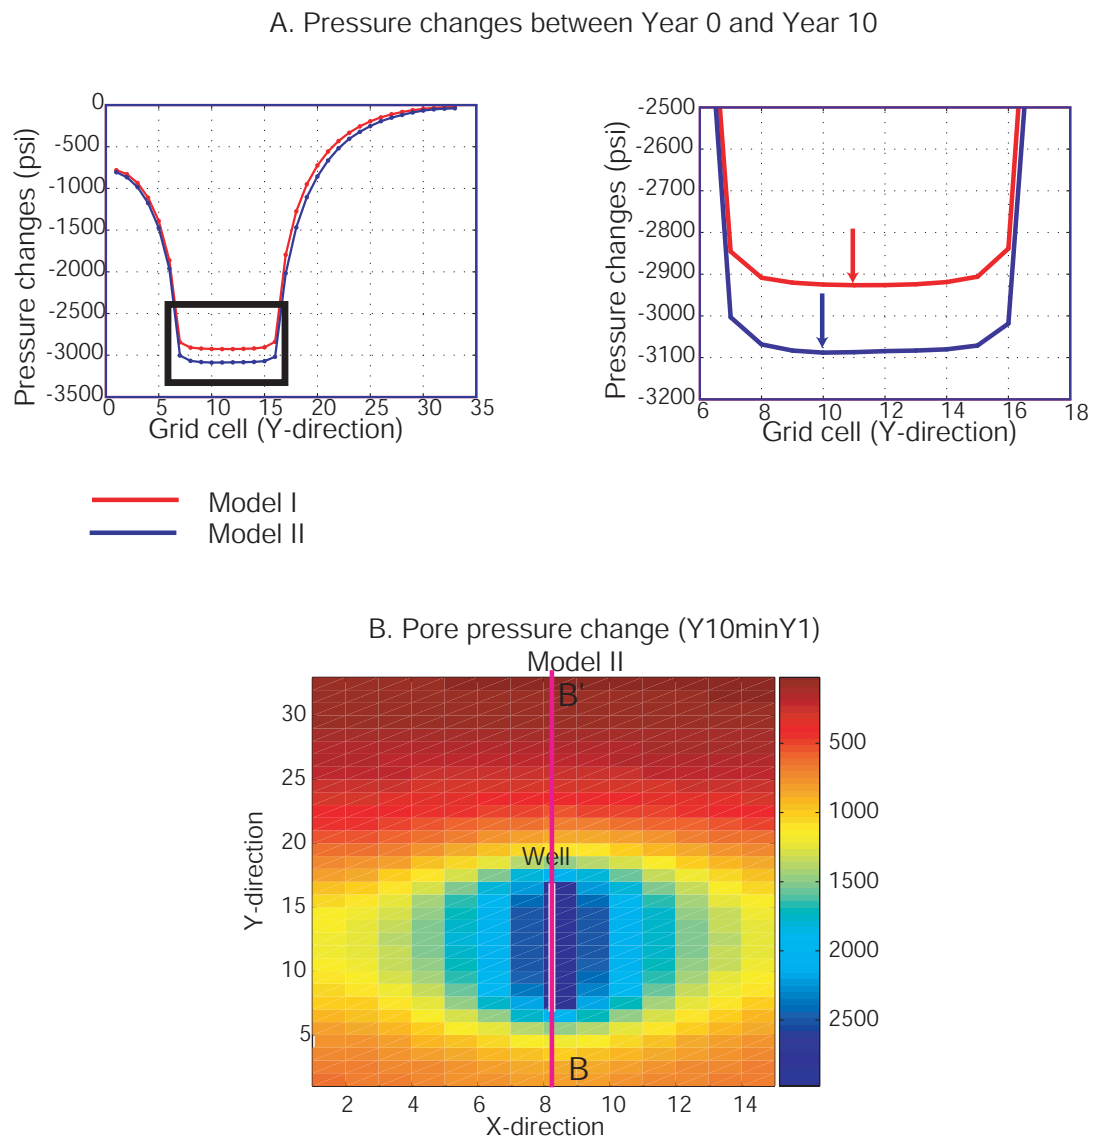 A. Pressure changes between Year 0 and Year 10
0
-500
-1000
-1500
-2000
-2500
-3000
-3500
Pressure changes (psi)
0 5 10 15 20 25 30 35
Grid cell (Y-direction)
-2500
-2600
-2700
-2800
-2900
-3000
-3100
-3200
Pressure changes (psi)
6 8 10 12 14 16 18
Grid cell (Y-direction)
Model I
Model II
B. Pore pressure change (Y10minY1)
Model II
B'
30
25
20
15
10
5
Y-direction
Well
B
2 4 6 8 10 12 14
X-direction
500
1000
1500
2000
2500